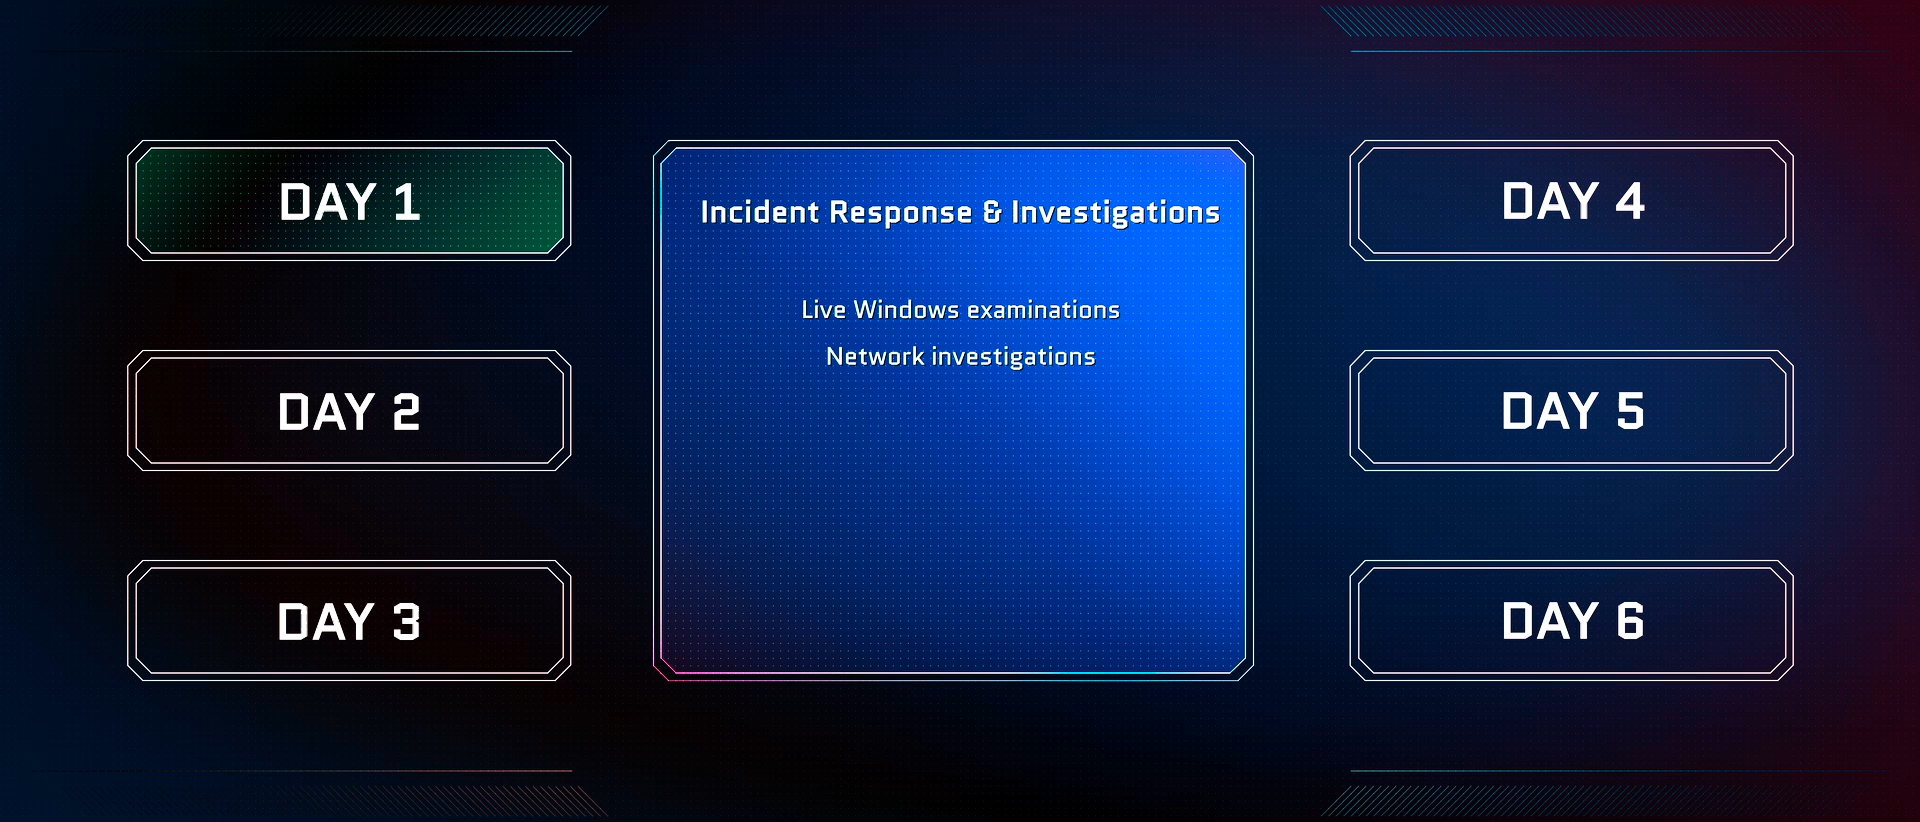 DAY 1
DAY 2
DAY 3
Incident Response & Investigations
Live Windows examinations
Network investigations
DAY 4
DAY 5
DAY 6